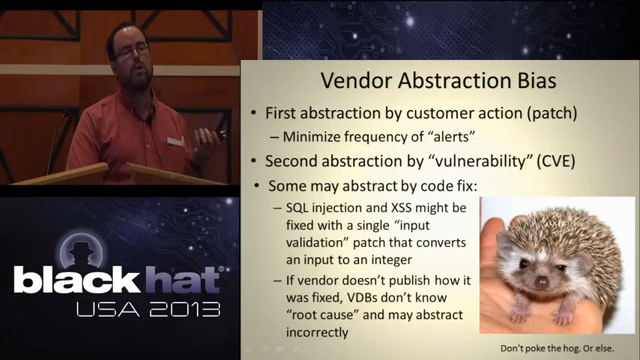 Vendor Abstraction Bias
• First abstraction by customer action (patch)
– Minimize frequency of "alerts"
• Second abstraction by "vulnerability" (CVE)
• Some may abstract by code fix:
– SQL injection and XSS might be
fixed with a single "input
validation" patch that converts
an input to an integer
– If vendor doesn't publish how it
was fixed, VDBs don't know
"root cause" and may abstract
incorrectly
Don't poke the hog. Or else.
black hat
USA 2013